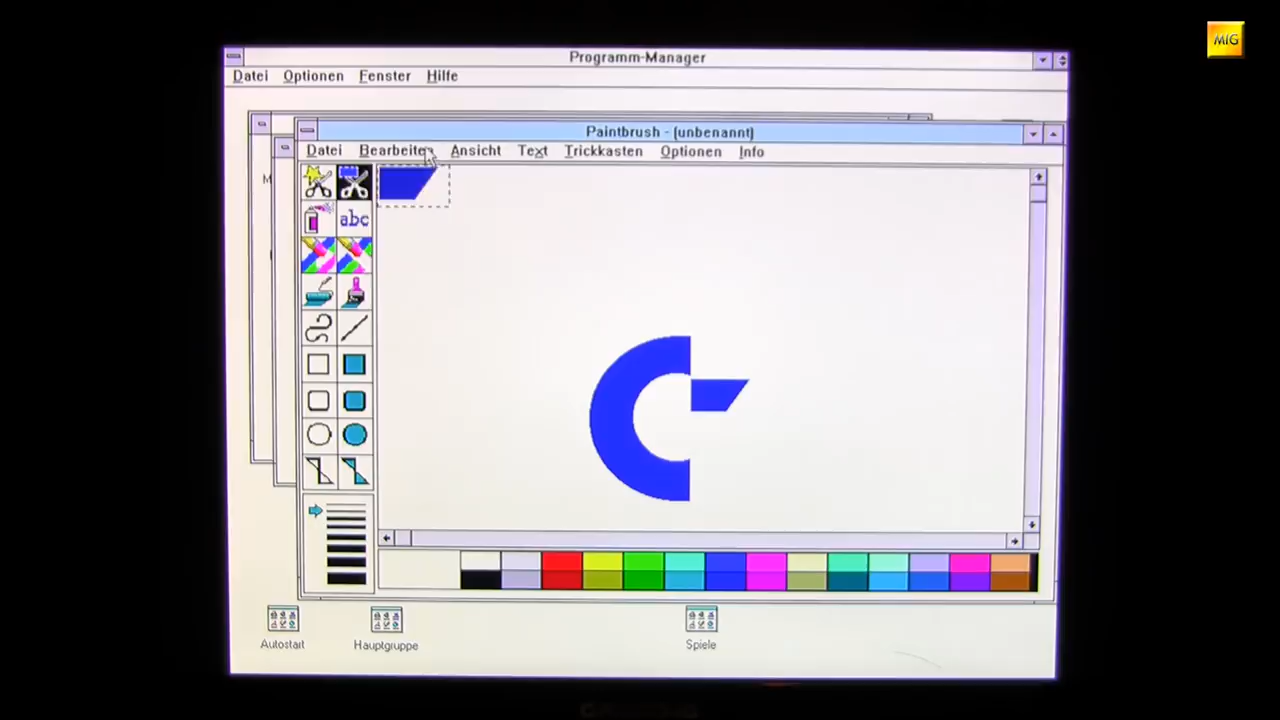 MIG
Programm-Manager
Datei Optionen Fenster Hilfe
Paintbrush - (unbenannt)
Datei Bearbeiten Ansicht Text Trickkasten Optionen Info
M
abc
Autostart Hauptgruppe Spiele